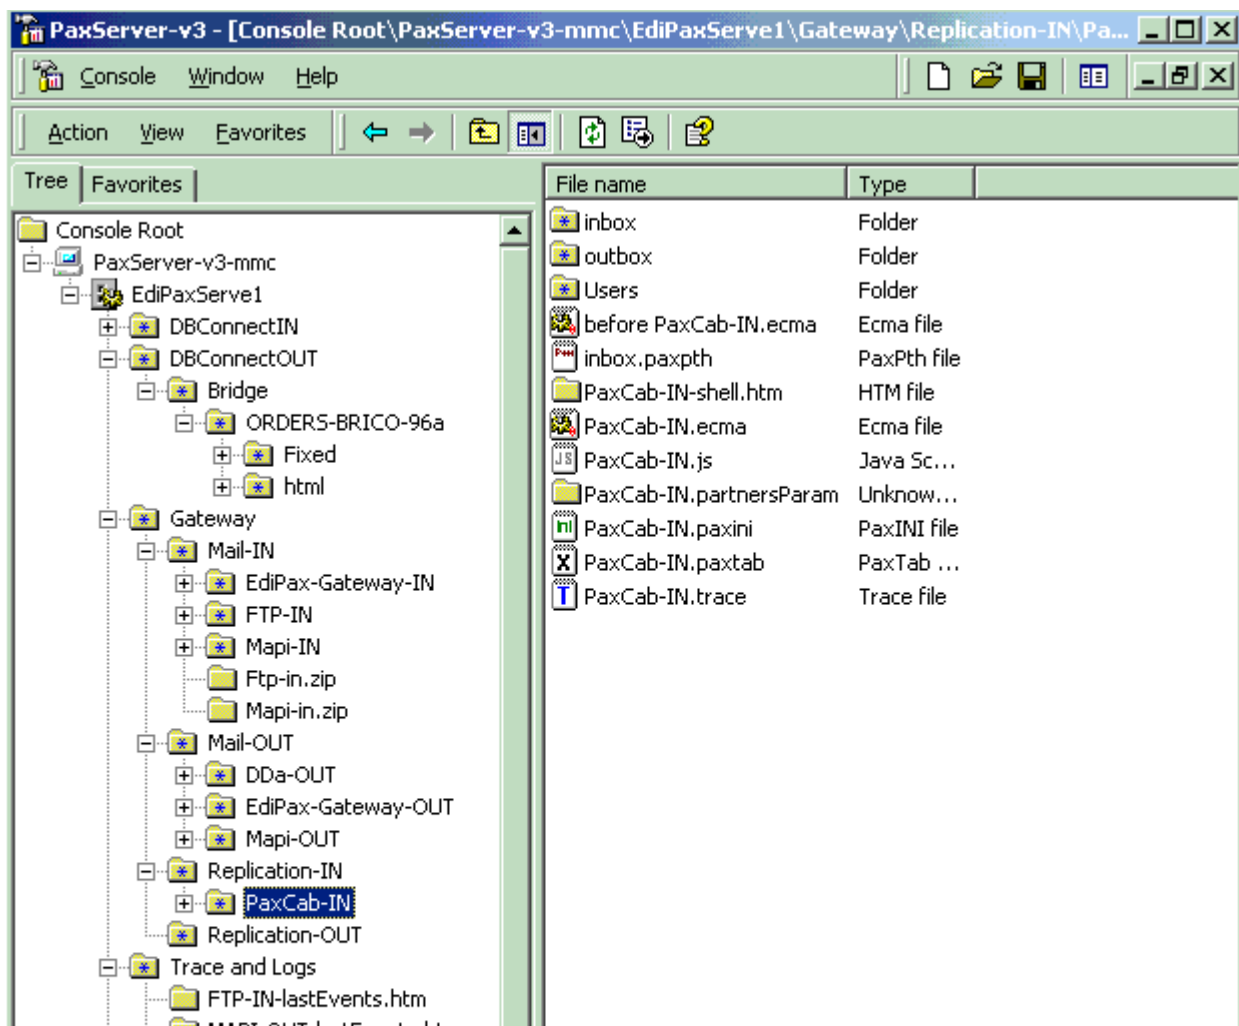 PaxServer-v3 - [Console Root\PaxServer-v3-mmc\EdiPaxServe1\Gateway\Replication-IN\Pa...
Console Window Help
Action View Favorites
Tree Favorites
Console Root
PaxServer-v3-mmc
EdiPaxServe1
DBConnectIN
DBConnectOUT
Bridge
ORDERS-BRICO-96a
Fixed
html
Gateway
Mail-IN
EdiPax-Gateway-IN
FTP-IN
Mapi-IN
Ftp-in.zip
Mapi-in.zip
Mail-OUT
DDa-OUT
EdiPax-Gateway-OUT
Mapi-OUT
Replication-IN
PaxCab-IN
Replication-OUT
Trace and Logs
FTP-IN-lastEvents.htm
File name Type
inbox Folder
outbox Folder
Users Folder
before PaxCab-IN.ecma Ecma file
inbox.paxpth PaxPth file
PaxCab-IN-shell.htm HTM file
PaxCab-IN.ecma Ecma file
PaxCab-IN.js Java Sc...
PaxCab-IN.partnersParam Unknow...
PaxCab-IN.paxini PaxINI file
PaxCab-IN.paxtab PaxTab ...
PaxCab-IN.trace Trace file